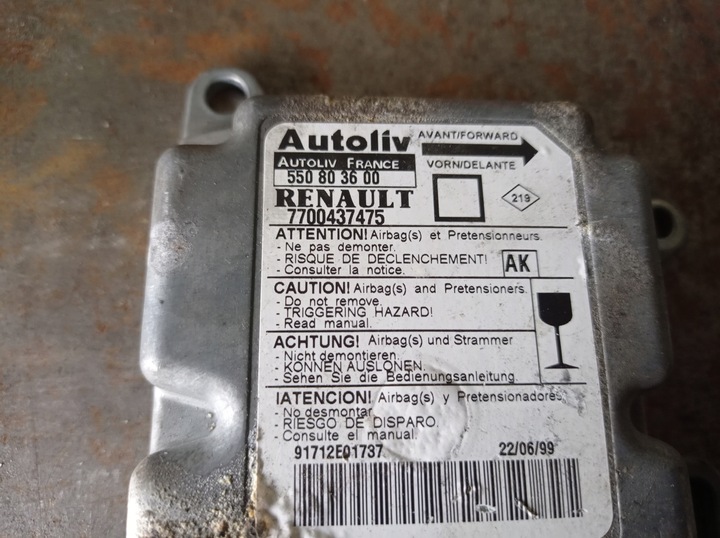 Autoliv
AVANT/FORWARD
AUTOLIV FRANCE
VORN/DELANTE
550 80 36 00
RENAULT
7700437475
219
ATTENTION! Airbag(s) et Pretensionneurs.
- Ne pas demonter.
- RISQUE DE DECLENCHEMENT!
- Consulter la notice.
AK
CAUTION! Airbag(s) and Pretensioners.
- Do not remove.
- TRIGGERING HAZARD!
- Read manual.
ACHTUNG! Airbag(s) und Strammer
- Nicht demontieren.
- KONNEN AUSLONEN.
- Sehen Sie die Bedienungsanleitung.
¡ATENCION! Airbag(s) y Pretensionadores.
- No desmontar.
- RIESGO DE DISPARO.
- Consulte el manual.
91712E01737 22/06/99